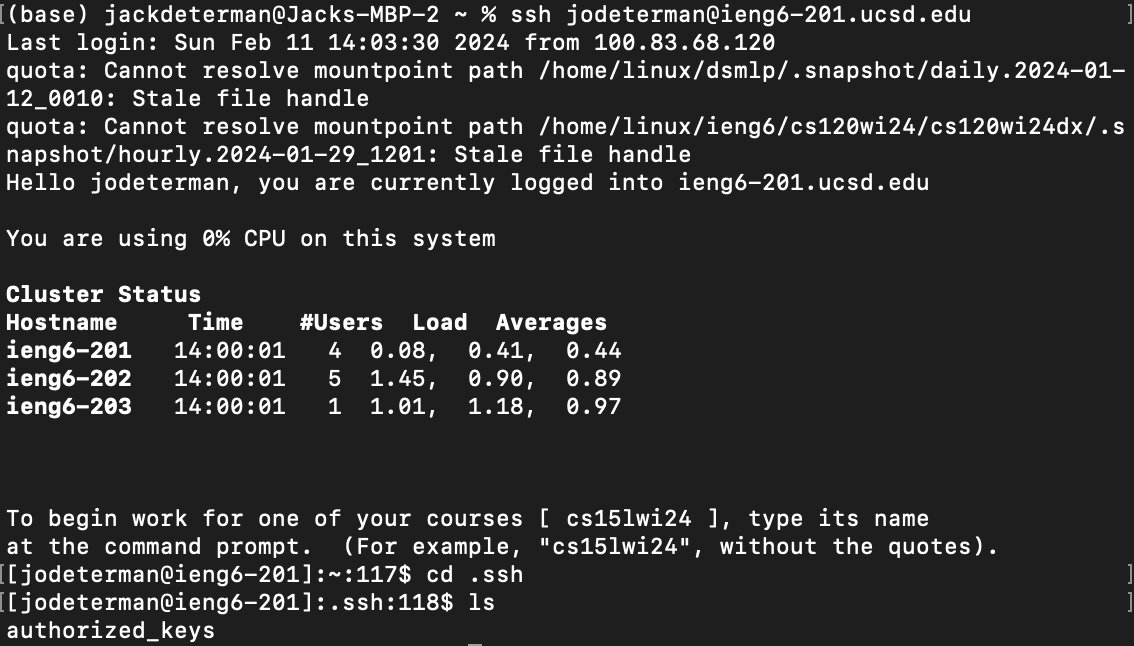 (base) jackdeterman@Jacks-MBP-2 ~ % ssh jodeterman@ieng6-201.ucsd.edu
Last login: Sun Feb 11 14:03:30 2024 from 100.83.68.120
quota: Cannot resolve mountpoint path /home/linux/dsmlp/.snapshot/daily.2024-01-
12_0010: Stale file handle
quota: Cannot resolve mountpoint path /home/linux/ieng6/cs120wi24/cs120wi24dx/.s
napshot/hourly.2024-01-29_1201: Stale file handle
Hello jodeterman, you are currently logged into ieng6-201.ucsd.edu

You are using 0% CPU on this system

Cluster Status
Hostname     Time    #Users  Load  Averages
ieng6-201   14:00:01   4  0.08,  0.41,  0.44
ieng6-202   14:00:01   5  1.45,  0.90,  0.89
ieng6-203   14:00:01   1  1.01,  1.18,  0.97

To begin work for one of your courses [ cs15lwi24 ], type its name
at the command prompt.  (For example, "cs15lwi24", without the quotes).
[jodeterman@ieng6-201]:~:117$ cd .ssh
[jodeterman@ieng6-201]:.ssh:118$ ls
authorized_keys